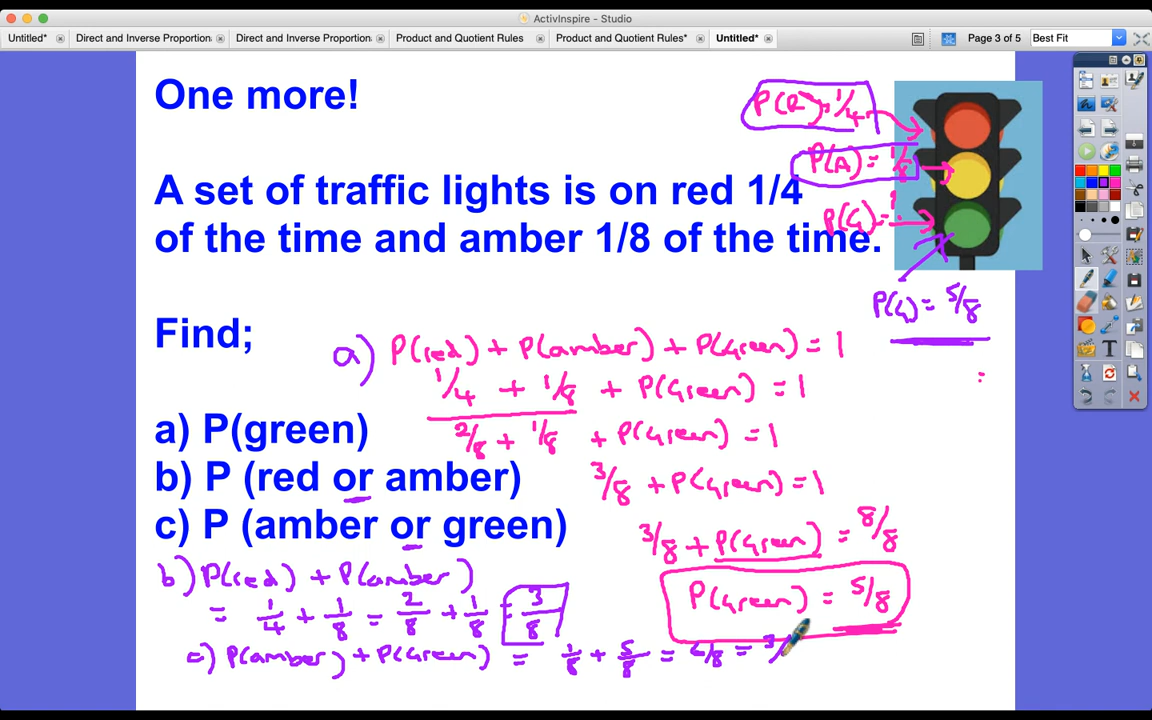 ActivInspire - Studio
Untitled* Direct and Inverse Proportion Direct and Inverse Proportion Product and Quotient Rules Product and Quotient Rules* Untitled* Page 3 of 5 Best Fit
One more!
P(R) = 1/4
P(A) = 1/8
P(G) = ?
A set of traffic lights is on red 1/4
of the time and amber 1/8 of the time.
P(G) = 5/8
Find;
a) P(red) + P(amber) + P(Green) = 1
1/4 + 1/8 + P(Green) = 1
a) P(green)
2/8 + 1/8 + P(Green) = 1
b) P (red or amber)
3/8 + P(Green) = 1
c) P (amber or green)
3/8 + P(Green) = 8/8
P(Green) = 5/8
b) P(red) + P(amber)
= 1/4 + 1/8 = 2/8 + 1/8 = 3/8
c) P(amber) + P(Green) = 1/8 + 5/8 = 6/8 = 3/